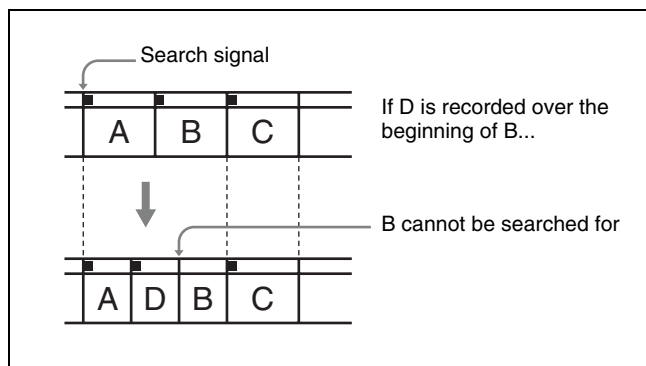 Search signal
A B C
If D is recorded over the
beginning of B...
B cannot be searched for
A D B C